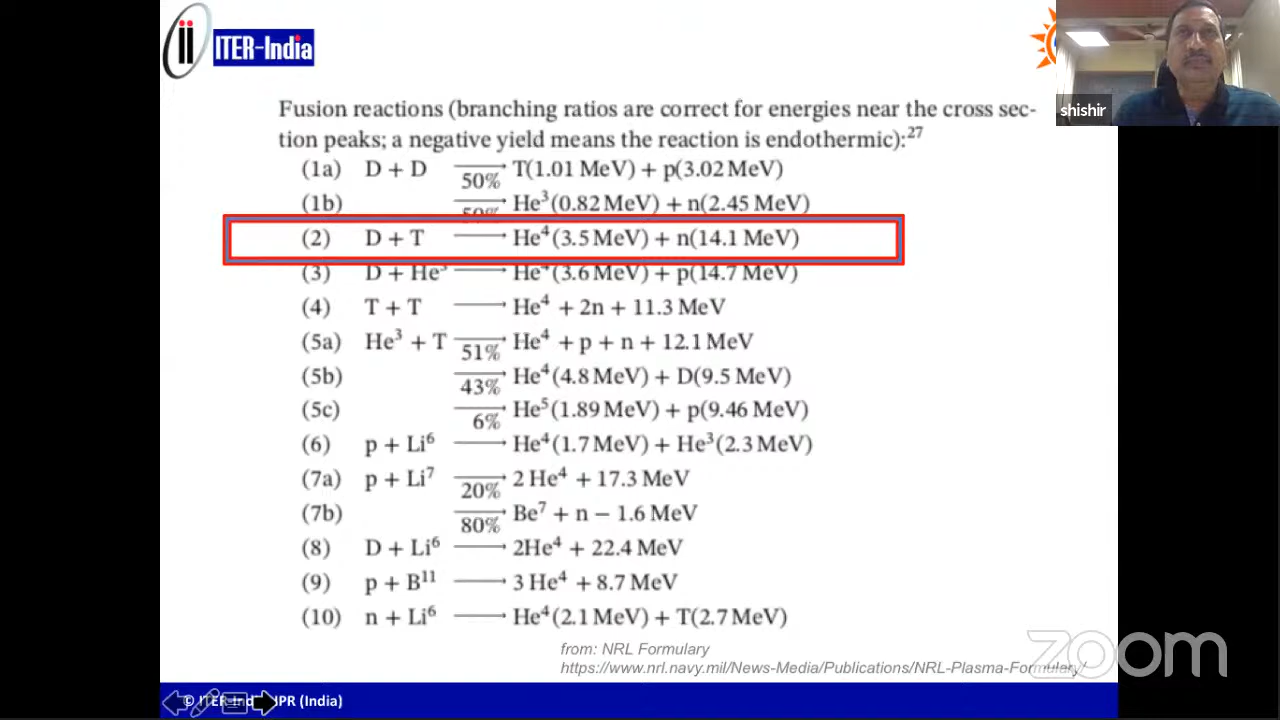 ITER-India
shishir
Fusion reactions (branching ratios are correct for energies near the cross sec-
tion peaks; a negative yield means the reaction is endothermic):27
(1a) D + D 50% T(1.01 MeV) + p(3.02 MeV)
(1b) 50% He3(0.82 MeV) + n(2.45 MeV)
(2) D + T He4(3.5 MeV) + n(14.1 MeV)
(3) D + He3 He4(3.6 MeV) + p(14.7 MeV)
(4) T + T He4 + 2n + 11.3 MeV
(5a) He3 + T 51% He4 + p + n + 12.1 MeV
(5b) 43% He4(4.8 MeV) + D(9.5 MeV)
(5c) 6% He5(1.89 MeV) + p(9.46 MeV)
(6) p + Li6 He4(1.7 MeV) + He3(2.3 MeV)
(7a) p + Li7 20% 2 He4 + 17.3 MeV
(7b) 80% Be7 + n − 1.6 MeV
(8) D + Li6 2He4 + 22.4 MeV
(9) p + B11 3 He4 + 8.7 MeV
(10) n + Li6 He4(2.1 MeV) + T(2.7 MeV)
from: NRL Formulary
https://www.nrl.navy.mil/News-Media/Publications/NRL-Plasma-Formulary/
zoom
© ITER-Ind IPR (India)